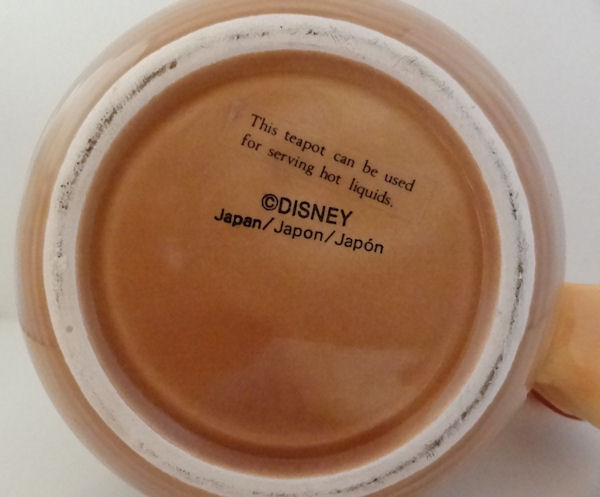 This teapot can be used
for serving hot liquids.
©DISNEY
Japan/Japon/Japón